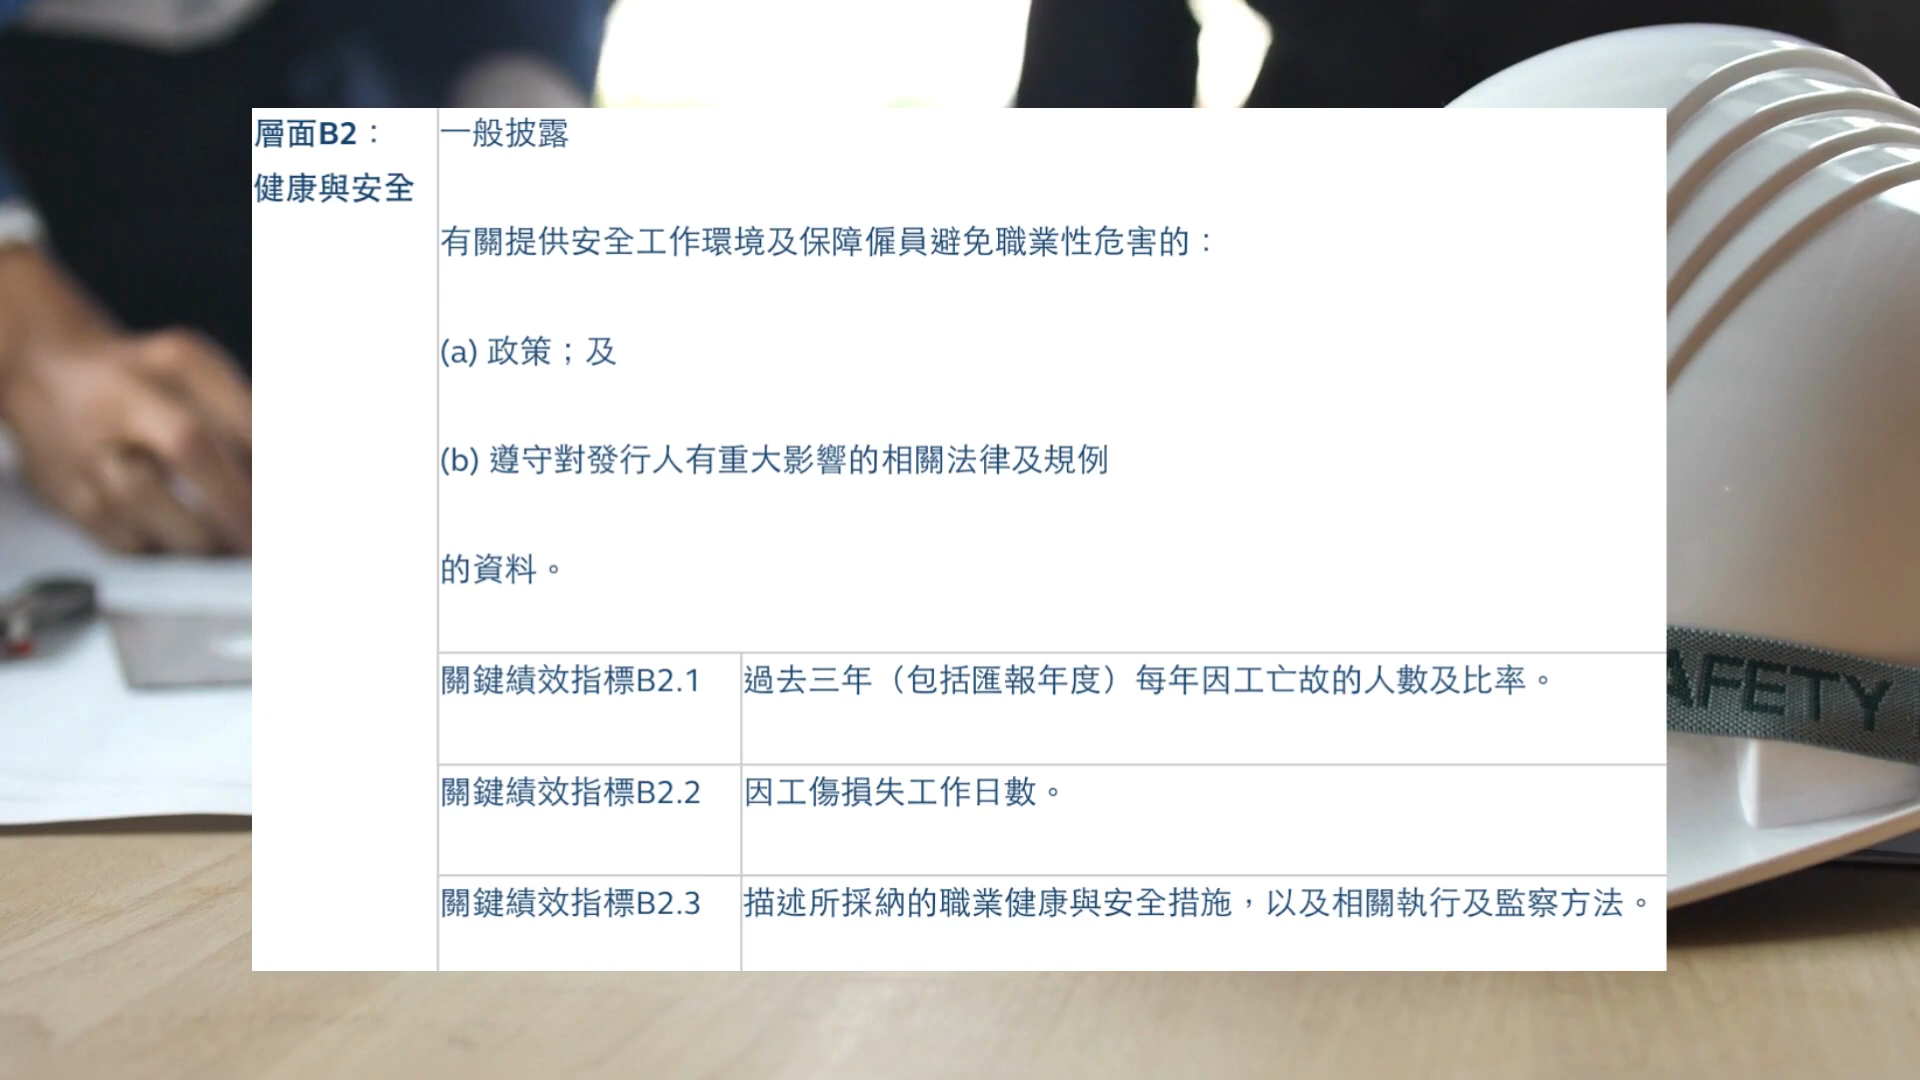 層面B2：
健康與安全
一般披露
有關提供安全工作環境及保障僱員避免職業性危害的：
(a) 政策；及
(b) 遵守對發行人有重大影響的相關法律及規例
的資料。
關鍵績效指標B2.1 過去三年（包括匯報年度）每年因工亡故的人數及比率。
關鍵績效指標B2.2 因工傷損失工作日數。
關鍵績效指標B2.3 描述所採納的職業健康與安全措施，以及相關執行及監察方法。
AFETY